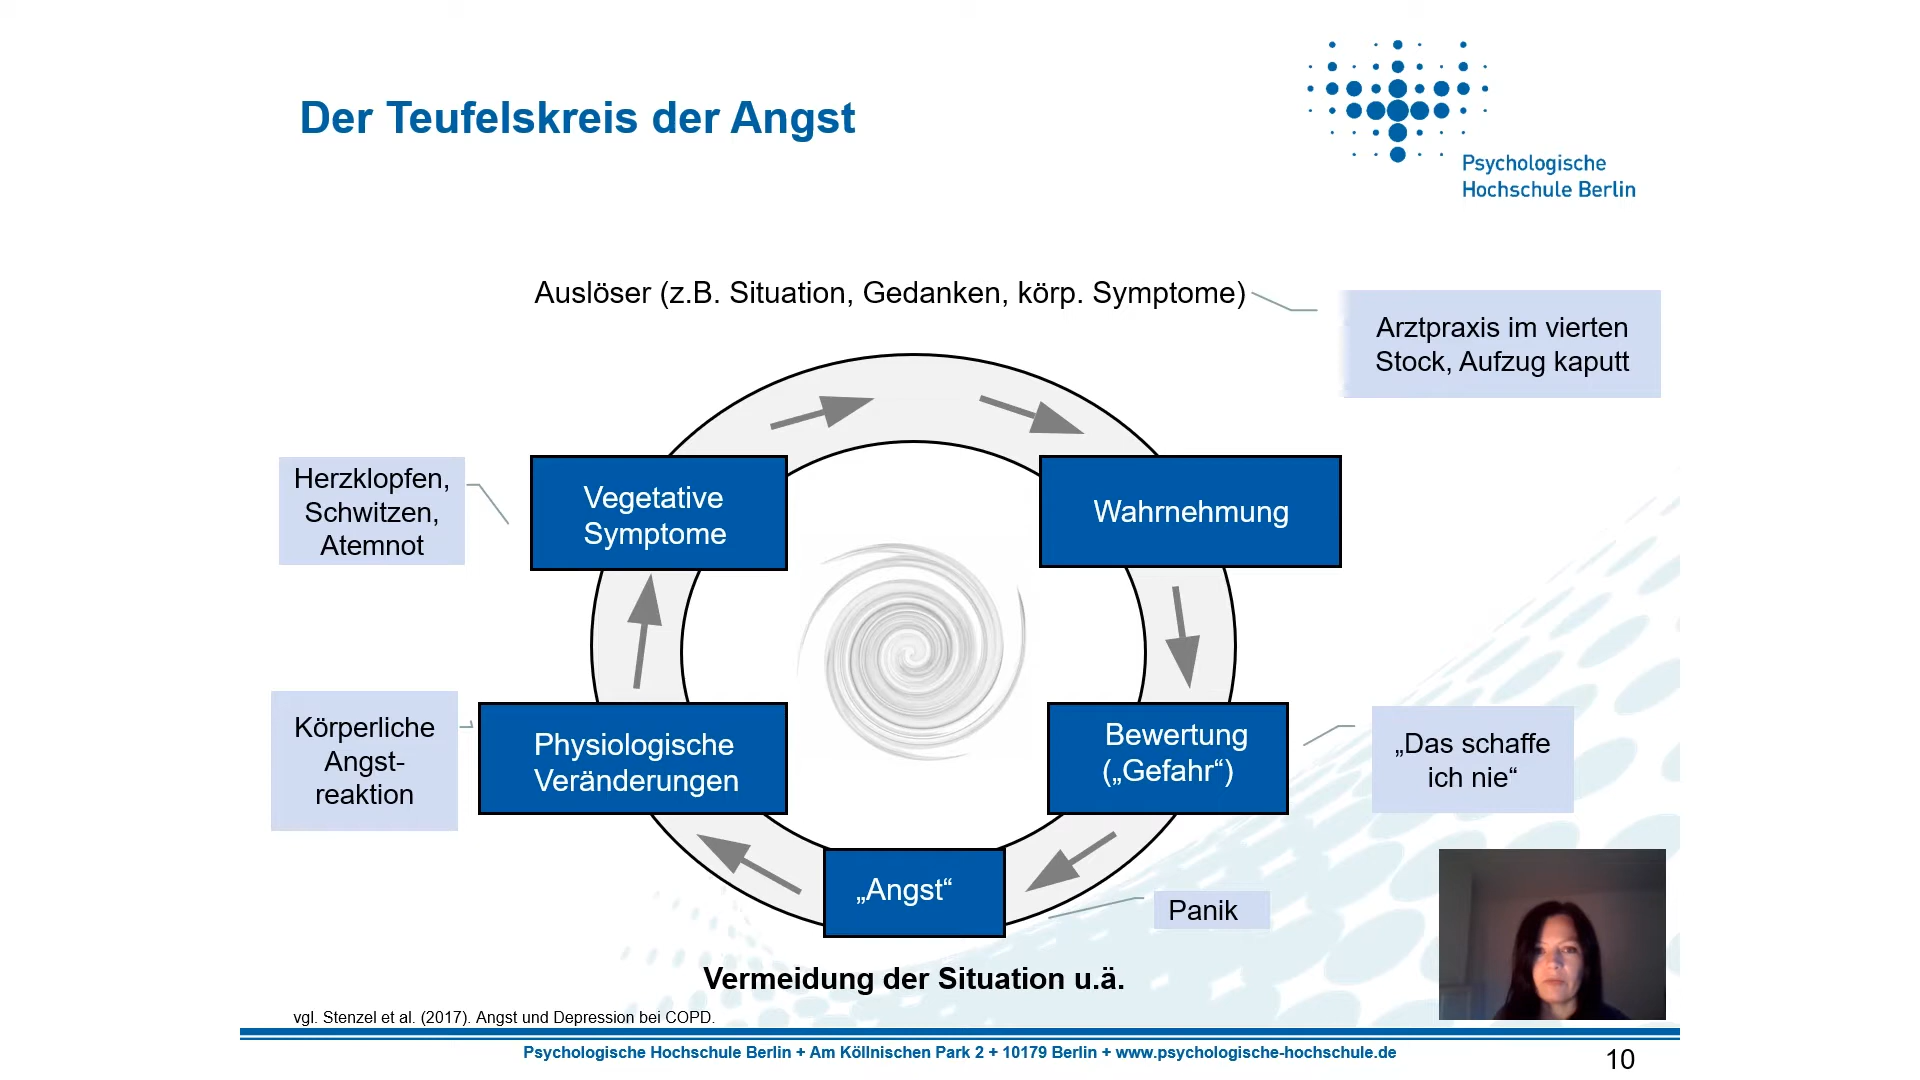 Der Teufelskreis der Angst
Psychologische
Hochschule Berlin
Auslöser (z.B. Situation, Gedanken, körp. Symptome)
Arztpraxis im vierten
Stock, Aufzug kaputt
Herzklopfen,
Schwitzen,
Atemnot
Vegetative
Symptome
Wahrnehmung
Körperliche
Angst-
reaktion
Physiologische
Veränderungen
Bewertung
(„Gefahr“)
„Das schaffe
ich nie“
„Angst“
Panik
Vermeidung der Situation u.ä.
vgl. Stenzel et al. (2017). Angst und Depression bei COPD.
Psychologische Hochschule Berlin + Am Köllnischen Park 2 + 10179 Berlin + www.psychologische-hochschule.de
10